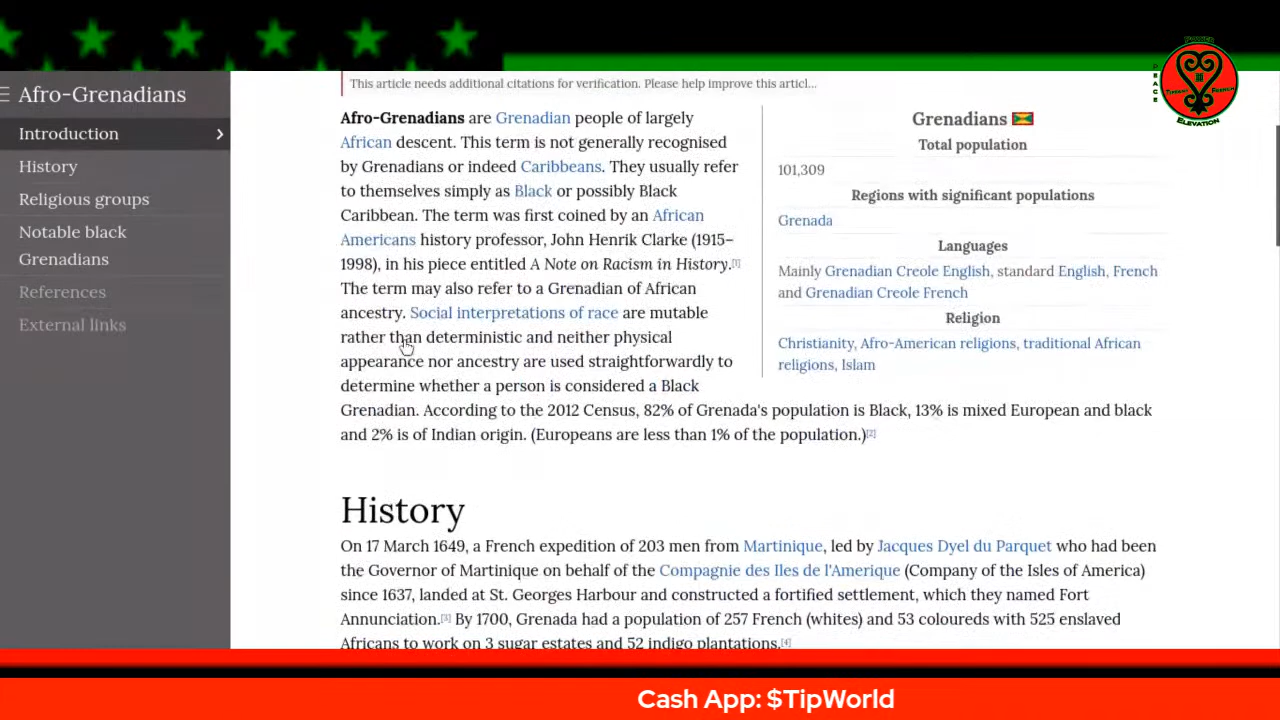 This article needs additional citations for verification. Please help improve this articl...
Afro-Grenadians
Introduction
History
Religious groups
Notable black
Grenadians
References
External links
Afro-Grenadians are Grenadian people of largely
African descent. This term is not generally recognised
by Grenadians or indeed Caribbeans. They usually refer
to themselves simply as Black or possibly Black
Caribbean. The term was first coined by an African
Americans history professor, John Henrik Clarke (1915–
1998), in his piece entitled A Note on Racism in History.[1]
The term may also refer to a Grenadian of African
ancestry. Social interpretations of race are mutable
rather than deterministic and neither physical
appearance nor ancestry are used straightforwardly to
determine whether a person is considered a Black
Grenadian. According to the 2012 Census, 82% of Grenada's population is Black, 13% is mixed European and black
and 2% is of Indian origin. (Europeans are less than 1% of the population.)[2]
Grenadians
Total population
101,309
Regions with significant populations
Grenada
Languages
Mainly Grenadian Creole English, standard English, French
and Grenadian Creole French
Religion
Christianity, Afro-American religions, traditional African
religions, Islam
History
On 17 March 1649, a French expedition of 203 men from Martinique, led by Jacques Dyel du Parquet who had been
the Governor of Martinique on behalf of the Compagnie des Iles de l'Amerique (Company of the Isles of America)
since 1637, landed at St. Georges Harbour and constructed a fortified settlement, which they named Fort
Annunciation.[3] By 1700, Grenada had a population of 257 French (whites) and 53 coloureds with 525 enslaved
Africans to work on 3 sugar estates and 52 indigo plantations.[4]
POWER
PEACE
ELEVATION
Cash App: $TipWorld